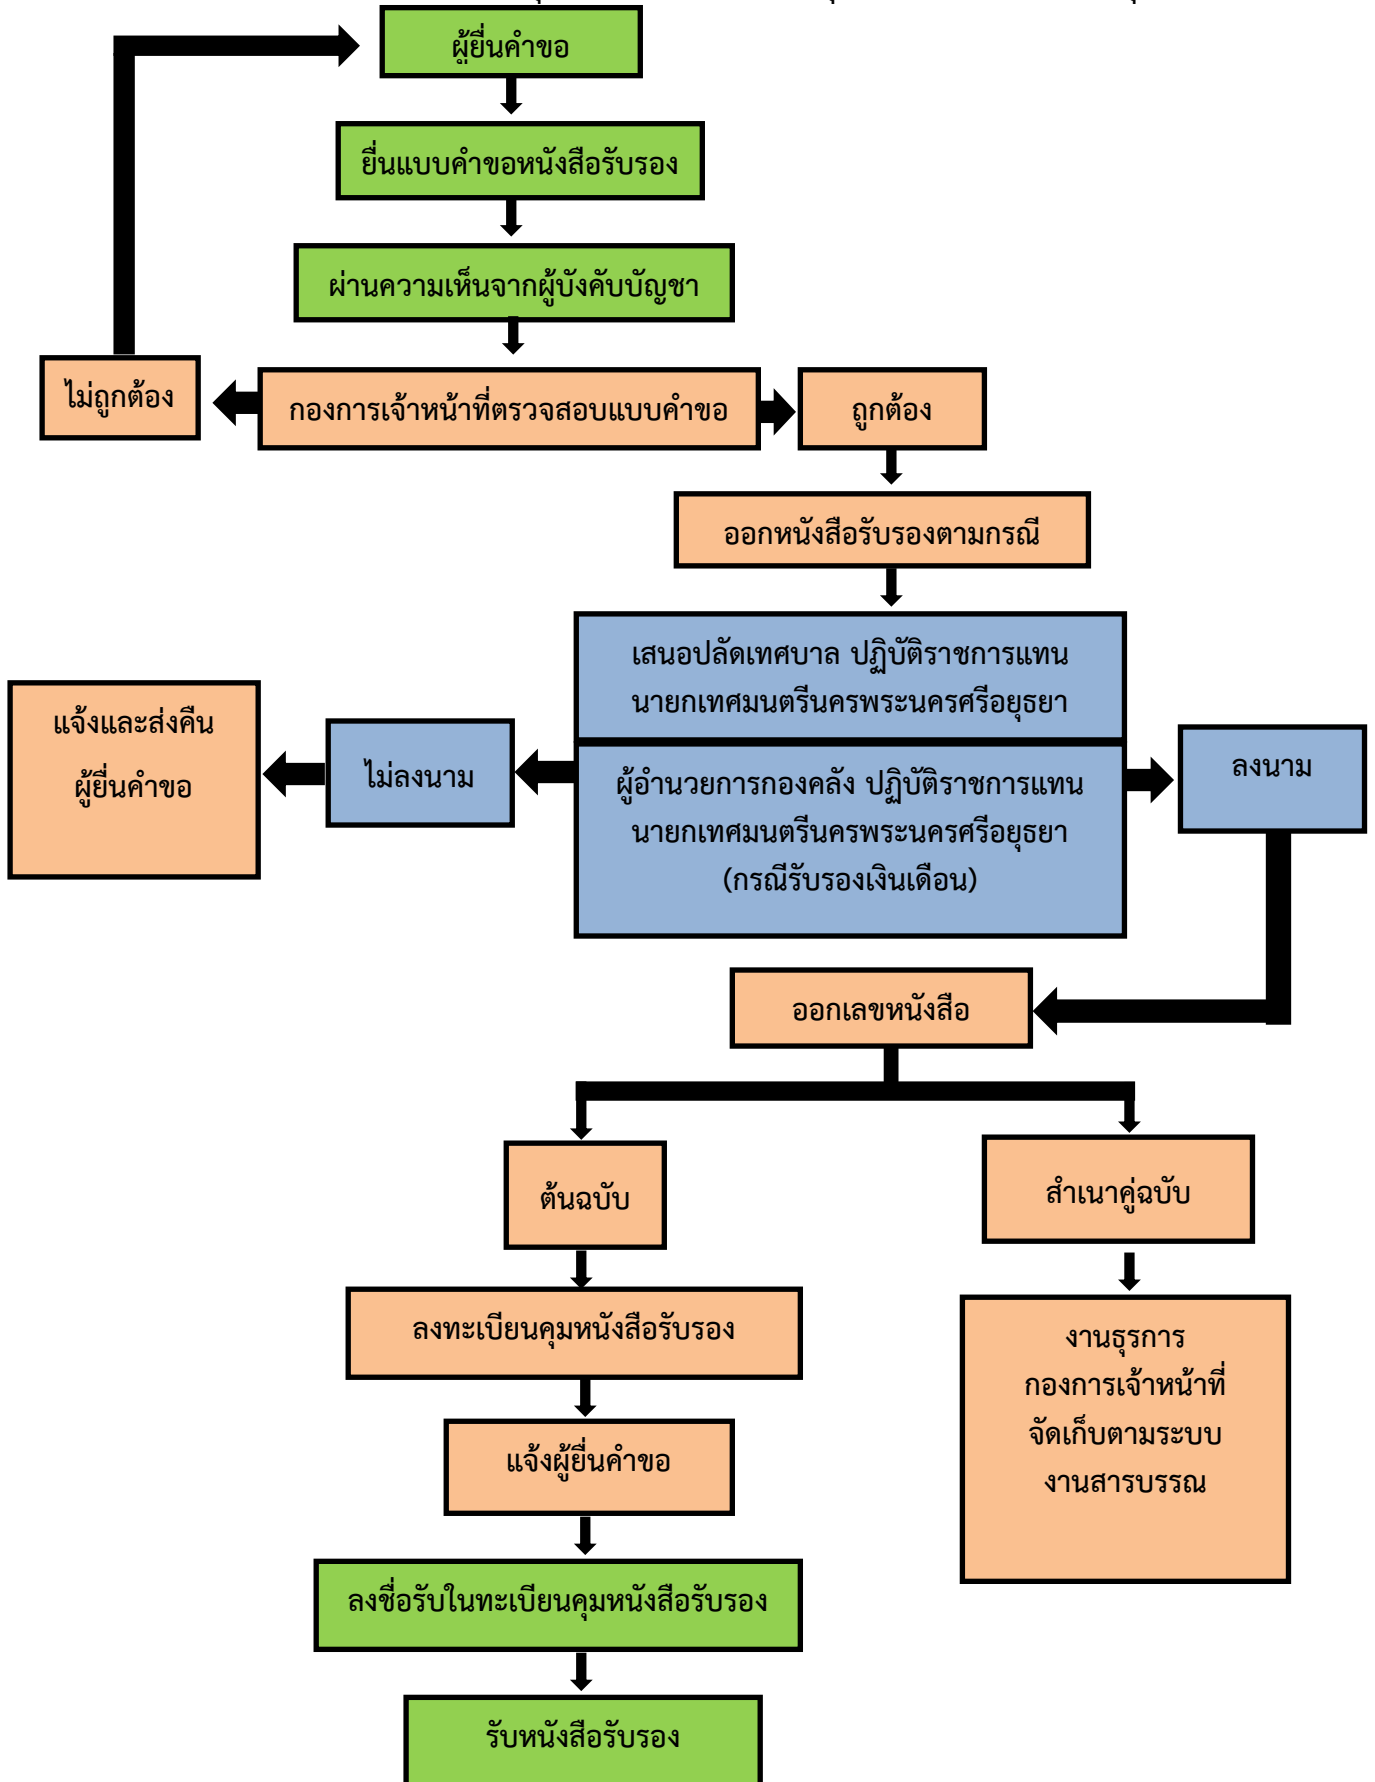 ผู้ยื่นคำขอ
ยื่นแบบคำขอหนังสือรับรอง
ผ่านความเห็นจากผู้บังคับบัญชา
ไม่ถูกต้อง
กองการเจ้าหน้าที่ตรวจสอบแบบคำขอ
ถูกต้อง
ออกหนังสือรับรองตามกรณี
เสนอปลัดเทศบาล ปฏิบัติราชการแทน
นายกเทศมนตรีนครพระนครศรีอยุธยา
แจ้งและส่งคืน
ผู้ยื่นคำขอ
ไม่ลงนาม
ผู้อำนวยการกองคลัง ปฏิบัติราชการแทน
นายกเทศมนตรีนครพระนครศรีอยุธยา
(กรณีรับรองเงินเดือน)
ลงนาม
ออกเลขหนังสือ
ต้นฉบับ
สำเนาคู่ฉบับ
ลงทะเบียนคุมหนังสือรับรอง
งานธุรการ
กองการเจ้าหน้าที่
จัดเก็บตามระบบ
งานสารบรรณ
แจ้งผู้ยื่นคำขอ
ลงชื่อรับในทะเบียนคุมหนังสือรับรอง
รับหนังสือรับรอง